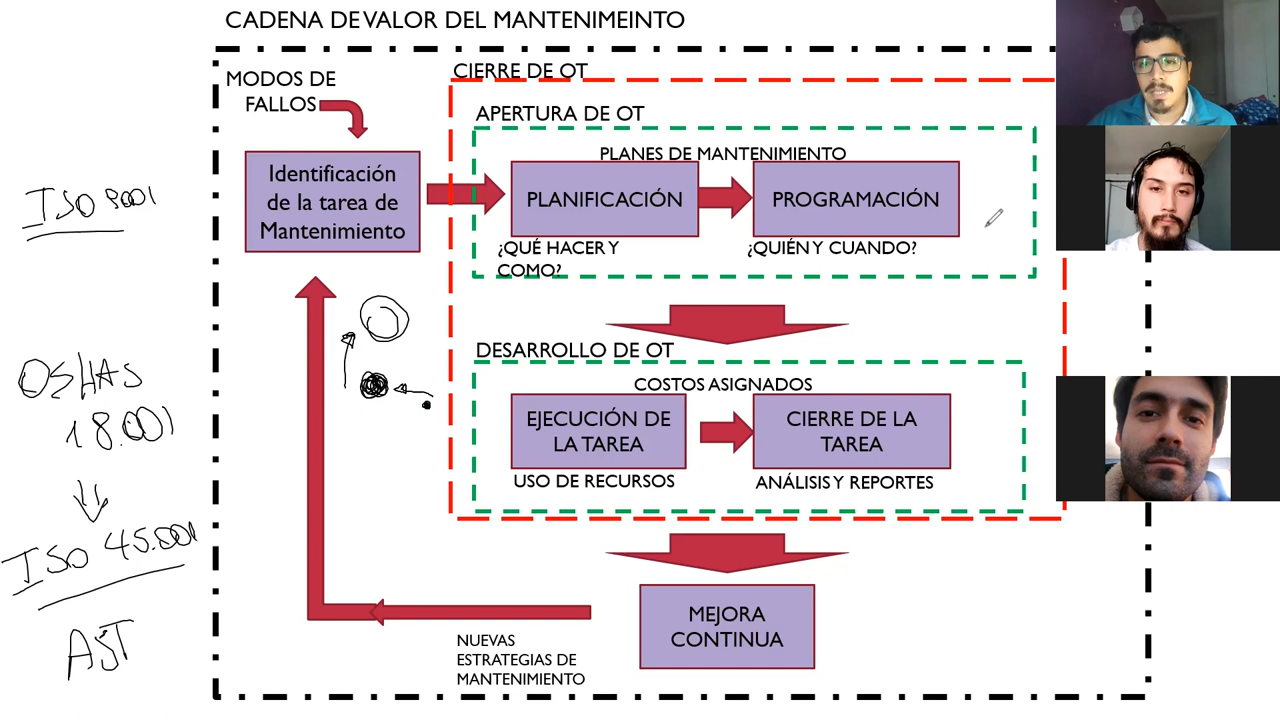 CADENA DE VALOR DEL MANTENIMEINTO
MODOS DE
FALLOS
CIERRE DE OT
APERTURA DE OT
PLANES DE MANTENIMIENTO
Identificación
de la tarea de
Mantenimiento
PLANIFICACIÓN
PROGRAMACIÓN
¿QUÉ HACER Y
COMO?
¿QUIÉN Y CUANDO?
ISO 9001
DESARROLLO DE OT
COSTOS ASIGNADOS
EJECUCIÓN DE
LA TAREA
CIERRE DE LA
TAREA
USO DE RECURSOS
ANÁLISIS Y REPORTES
OSHAS
18.001
ISO 45.001
AST
MEJORA
CONTINUA
NUEVAS
ESTRATEGIAS DE
MANTENIMIENTO